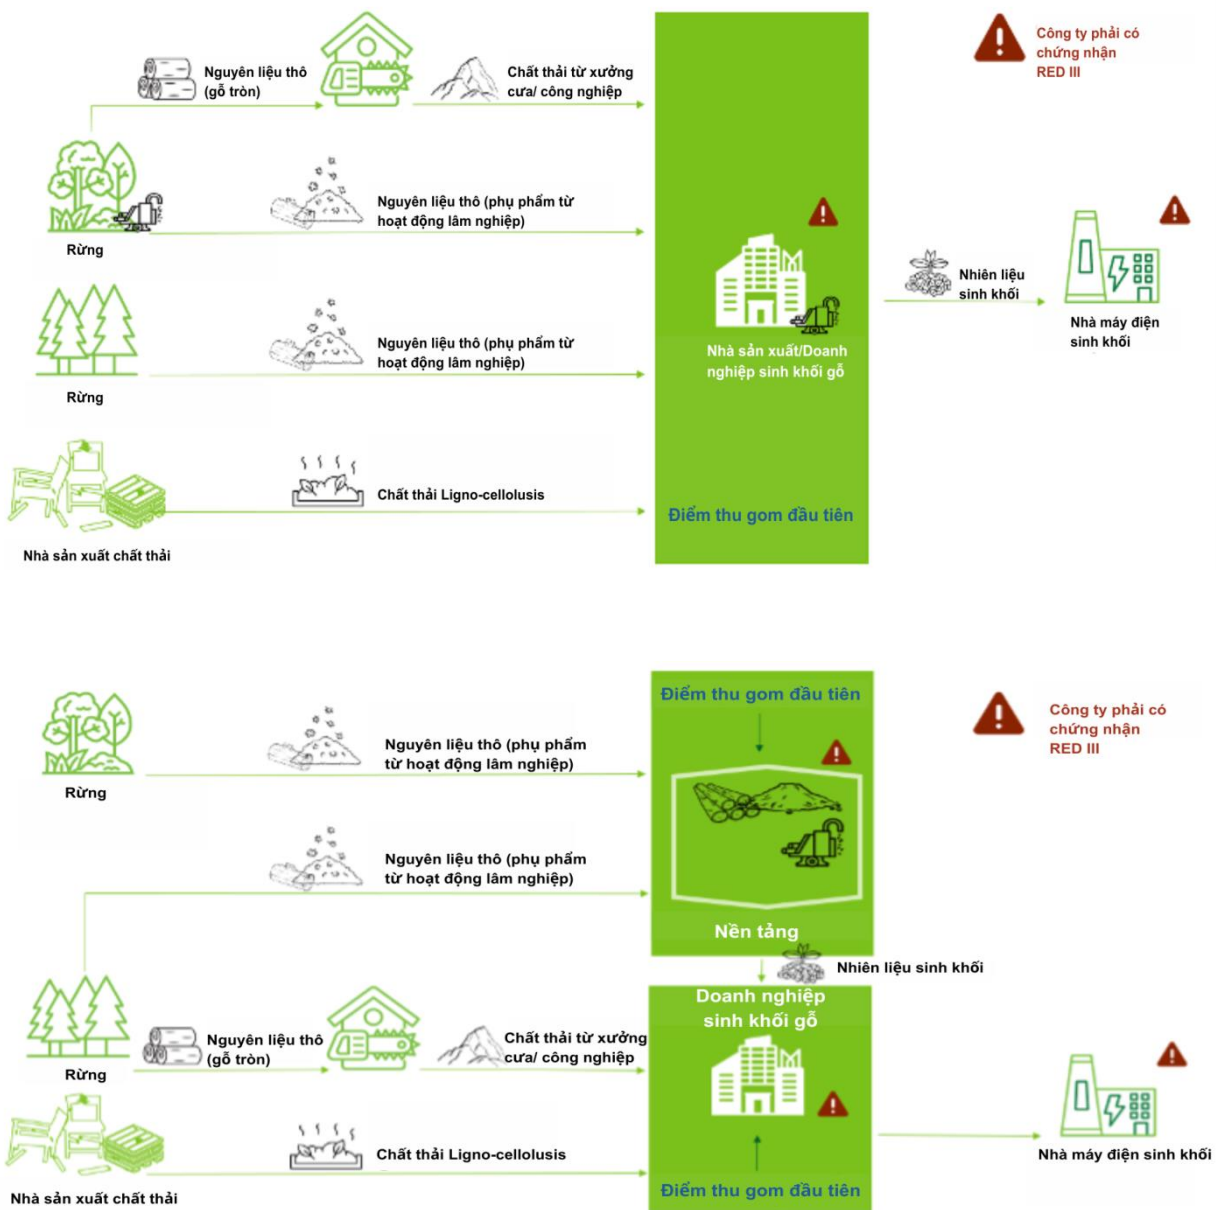 Công ty phải có
chứng nhận
RED III
Nguyên liệu thô
(gỗ tròn)
Chất thải từ xưởng
cưa/ công nghiệp
Nguyên liệu thô (phụ phẩm từ
hoạt động lâm nghiệp)
Rừng
Nhiên liệu
sinh khối
Nhà máy điện
sinh khối
Nguyên liệu thô (phụ phẩm từ
hoạt động lâm nghiệp)
Nhà sản xuất/Doanh
nghiệp sinh khối gỗ
Rừng
Chất thải Ligno-cellolusis
Điểm thu gom đầu tiên
Nhà sản xuất chất thải
Điểm thu gom đầu tiên
Công ty phải có
chứng nhận
RED III
Nguyên liệu thô (phụ phẩm
từ hoạt động lâm nghiệp)
Rừng
Nguyên liệu thô (phụ phẩm
từ hoạt động lâm nghiệp)
Nền tảng
Nhiên liệu sinh khối
Doanh nghiệp
sinh khối gỗ
Nguyên liệu thô
(gỗ tròn)
Chất thải từ xưởng
cưa/ công nghiệp
Rừng
Chất thải Ligno-cellolusis
Nhà máy điện sinh khối
Điểm thu gom đầu tiên
Nhà sản xuất chất thải